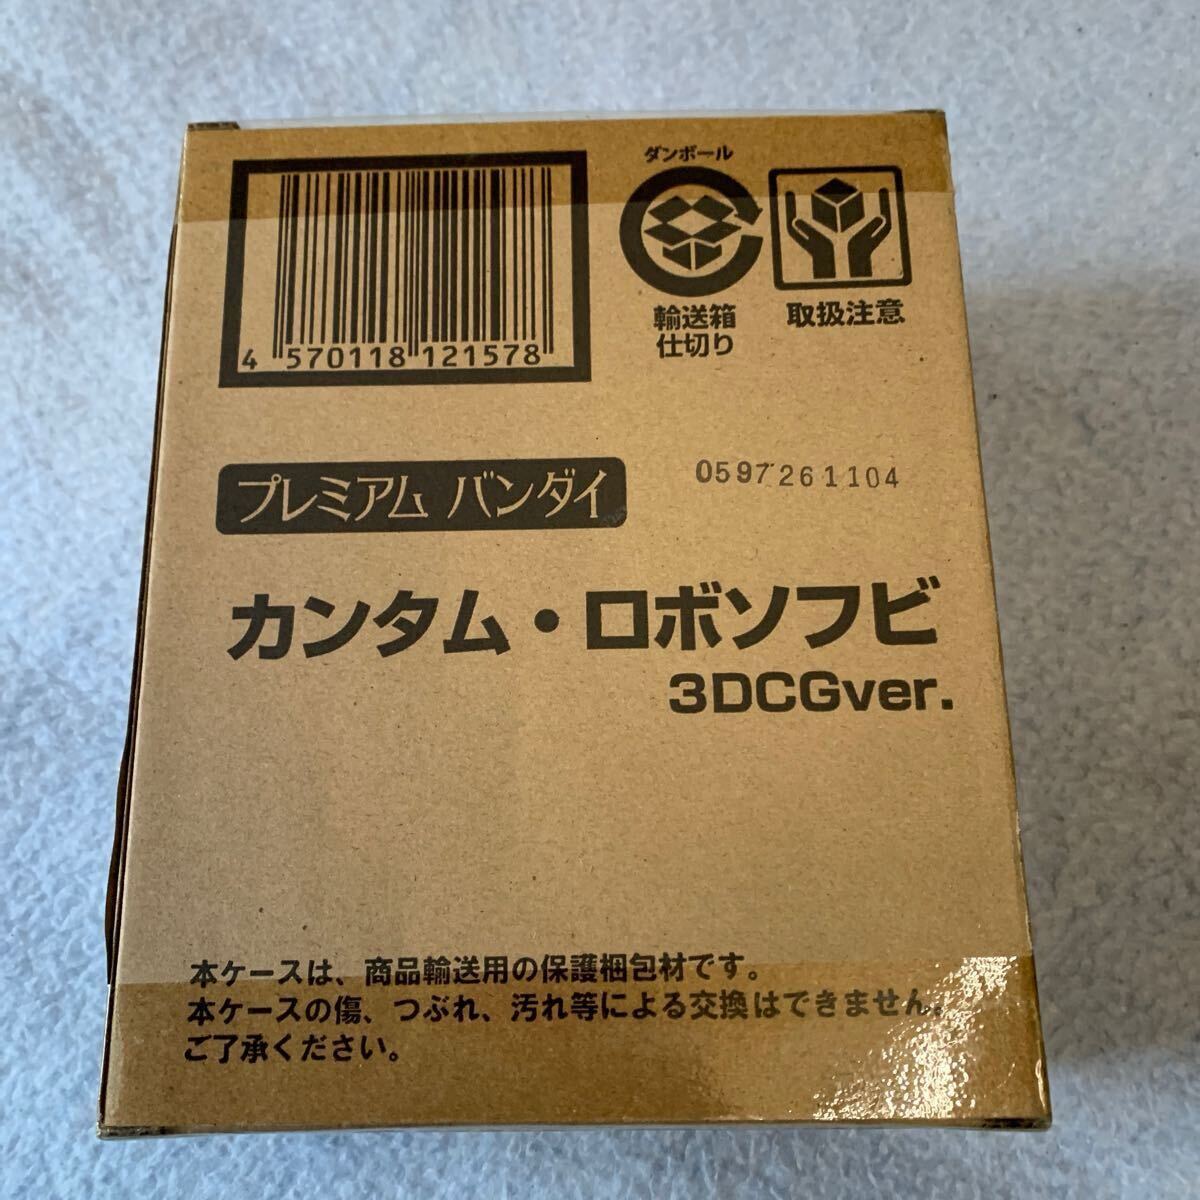 4 570118 121578
ダンボール
輸送箱
仕切り
取扱注意
プレミアム バンダイ
0597261104
カンタム・ロボソフビ
3DCGver.
本ケースは、商品輸送用の保護梱包材です。
本ケースの傷、つぶれ、汚れ等による交換はできません。
ご了承ください。